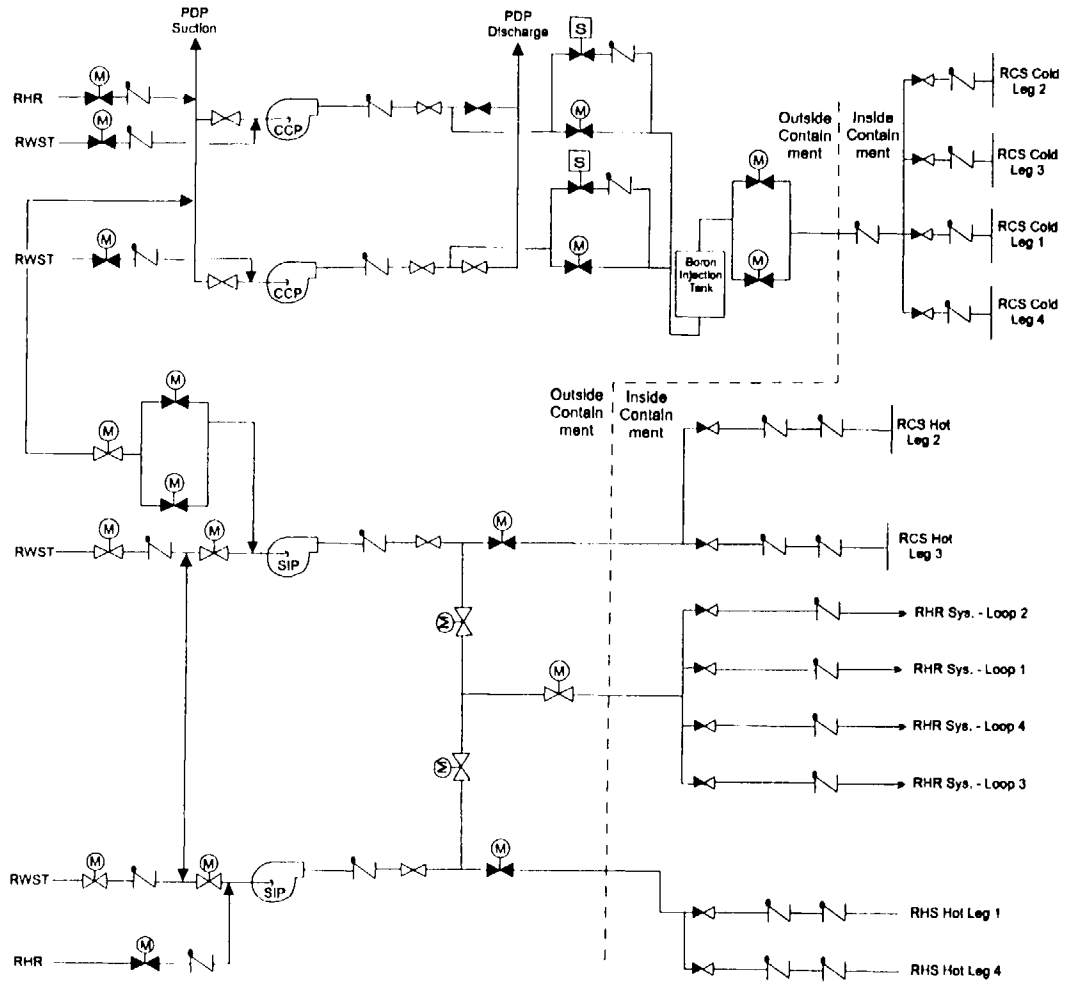 PDP
Suction
PDP
Discharge
S
M
RHR
M
RWST
CCP
M
Outside
Contain
ment
Inside
Contain
ment
RCS Cold
Leg 2
RCS Cold
Leg 3
RCS Cold
Leg 1
RCS Cold
Leg 4
S
M
M
M
Boron
Injection
Tank
M
RWST
CCP
M
M
M
Outside
Contain
ment
Inside
Contain
ment
RCS Hot
Leg 2
RCS Hot
Leg 3
M
M
RWST
SIP
M
M
M
M
RHR Sys. - Loop 2
RHR Sys. - Loop 1
RHR Sys. - Loop 4
RHR Sys. - Loop 3
M
M
RWST
SIP
M
M
RHR
RHS Hot Leg 1
RHS Hot Leg 4